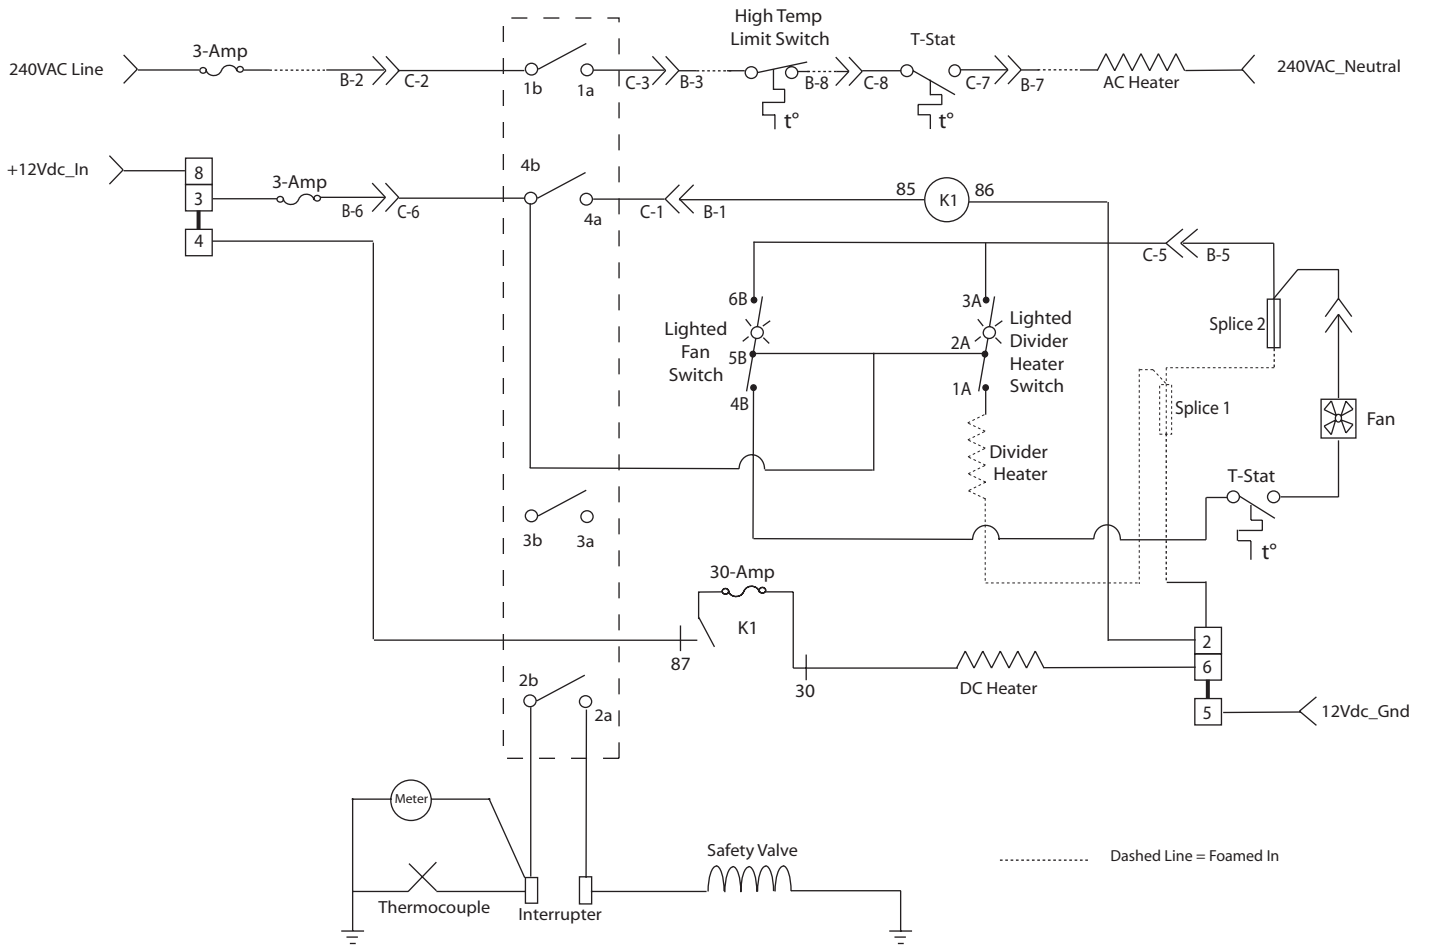 High Temp
Limit Switch
3-Amp
T-Stat
240VAC Line
240VAC_Neutral
B-2
C-2
1b
1a
C-3
B-3
B-8
C-8
C-7
B-7
AC Heater
t°
t°
+12Vdc_In
8
3
4
3-Amp
B-6
C-6
4b
4a
C-1
B-1
85
K1
86
C-5
B-5
6B
Lighted
Fan
Switch
5B
4B
3A
2A
1A
Lighted
Divider
Heater
Switch
Splice 2
Splice 1
Fan
Divider
Heater
T-Stat
t°
3b
3a
30-Amp
K1
87
30
DC Heater
2
6
5
12Vdc_Gnd
2b
2a
Meter
Thermocouple
Interrupter
Safety Valve
Dashed Line = Foamed In